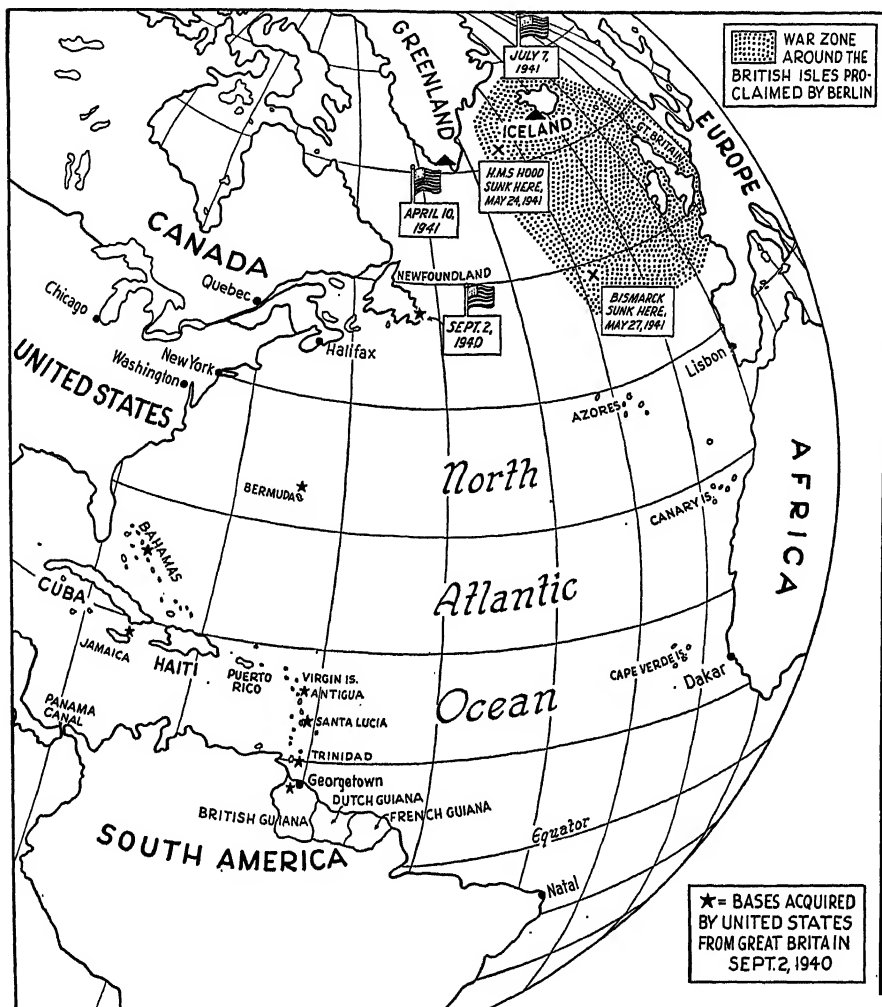 GREENLAND
JULY 7,
1941
WAR ZONE
AROUND THE
BRITISH ISLES PRO-
CLAIMED BY BERLIN
ICELAND
GT. BRITAIN
EUROPE
H.M.S HOOD
SUNK HERE,
MAY 24, 1941
APRIL 10,
1941
CANADA
NEWFOUNDLAND
Quebec
Chicago
BISMARCK
SUNK HERE,
MAY 27, 1941
SEPT. 2,
1940
Halifax
New York
Washington
UNITED STATES
Lisbon
AZORES
AFRICA
North
BERMUDA
CANARY IS.
BAHAMAS
Atlantic
CUBA
JAMAICA
HAITI
PUERTO
RICO
VIRGIN IS.
ANTIGUA
CAPE VERDE IS.
Dakar
Ocean
PANAMA
CANAL
SANTA LUCIA
TRINIDAD
Georgetown
DUTCH GUIANA
BRITISH GUIANA
FRENCH GUIANA
Equator
SOUTH AMERICA
Natal
★= BASES ACQUIRED
BY UNITED STATES
FROM GREAT BRITAIN
SEPT. 2, 1940